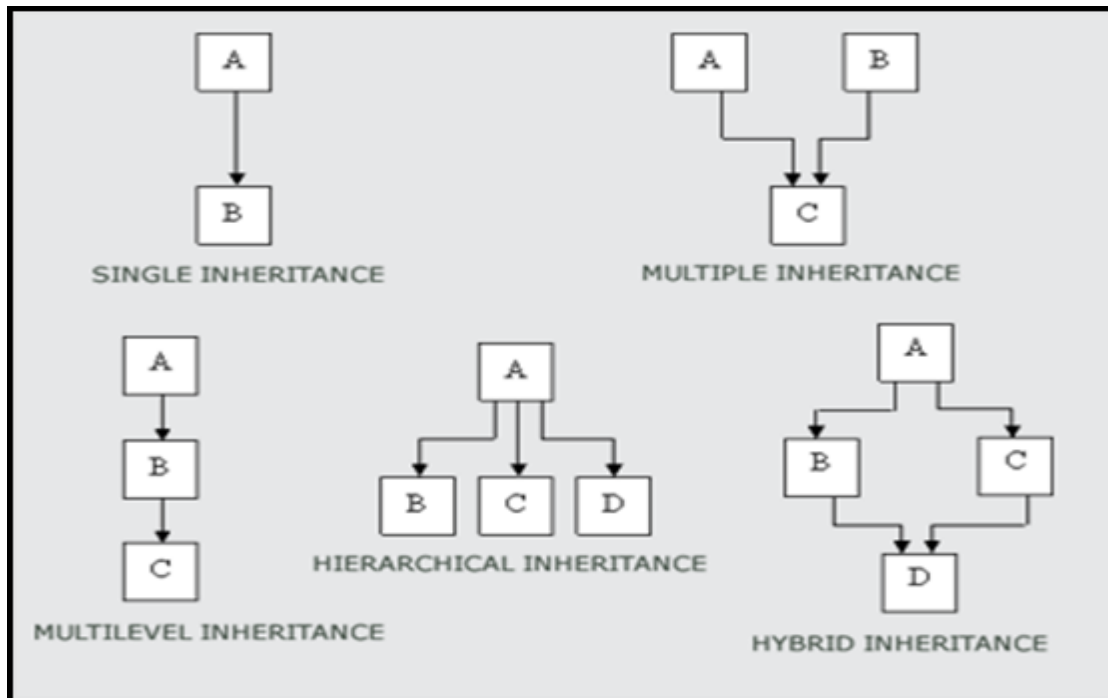 A
B
SINGLE INHERITANCE
A B
C
MULTIPLE INHERITANCE
A
B
C
MULTILEVEL INHERITANCE
A
B C D
HIERARCHICAL INHERITANCE
A
B C
D
HYBRID INHERITANCE